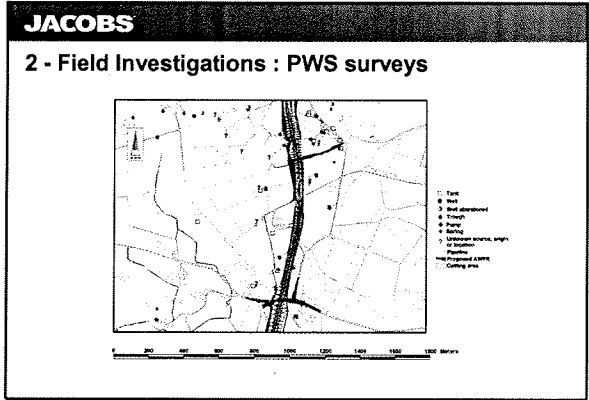 JACOBS
2 - Field Investigations : PWS surveys
Tank
Well
Well abandoned
Trough
Pump
Spring
Unknown source, origin
or location
Pipeline
Proposed AWPR
Cutting area
0 200 400 600 800 1000 1200 1400 1600 1800 Meters